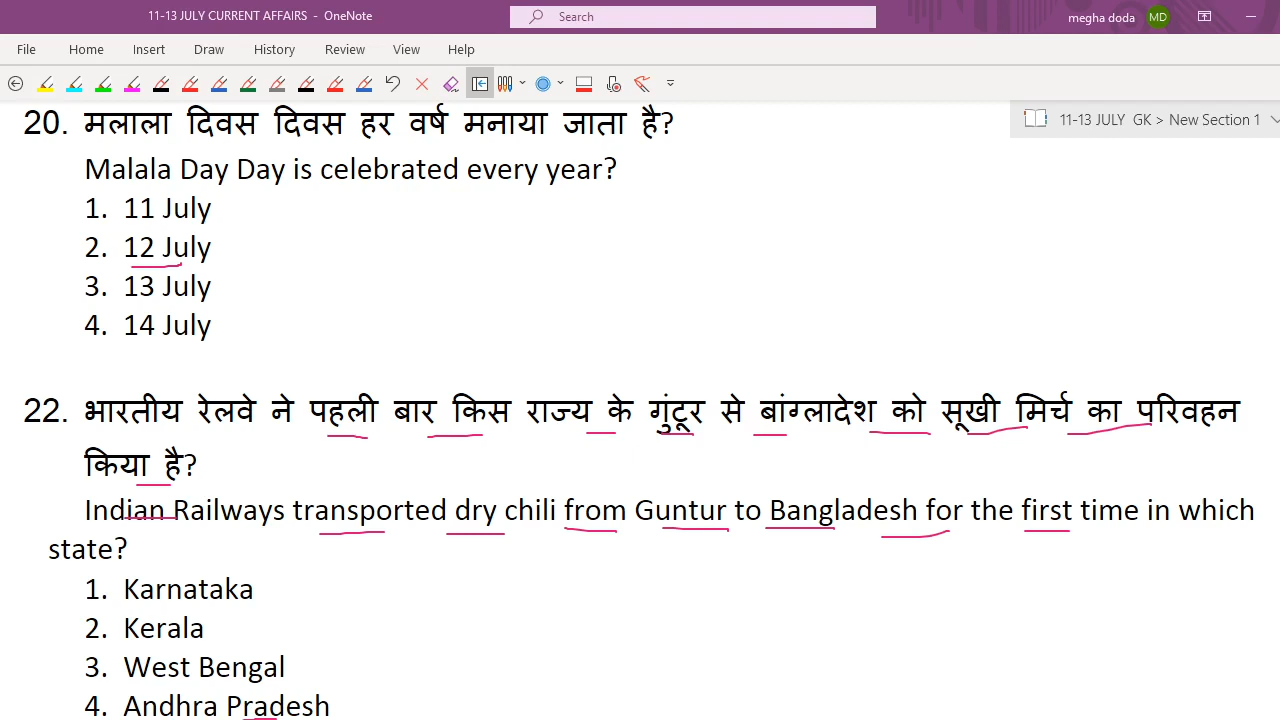 11-13 JULY CURRENT AFFAIRS - OneNote
Search
megha doda
MD
File Home Insert Draw History Review View Help
11-13 JULY GK > New Section 1
20. मलाला दिवस दिवस हर वर्ष मनाया जाता है?
Malala Day Day is celebrated every year?
1. 11 July
2. 12 July
3. 13 July
4. 14 July
22. भारतीय रेलवे ने पहली बार किस राज्य के गुंटूर से बांग्लादेश को सूखी मिर्च का परिवहन
किया है?
Indian Railways transported dry chili from Guntur to Bangladesh for the first time in which
state?
1. Karnataka
2. Kerala
3. West Bengal
4. Andhra Pradesh